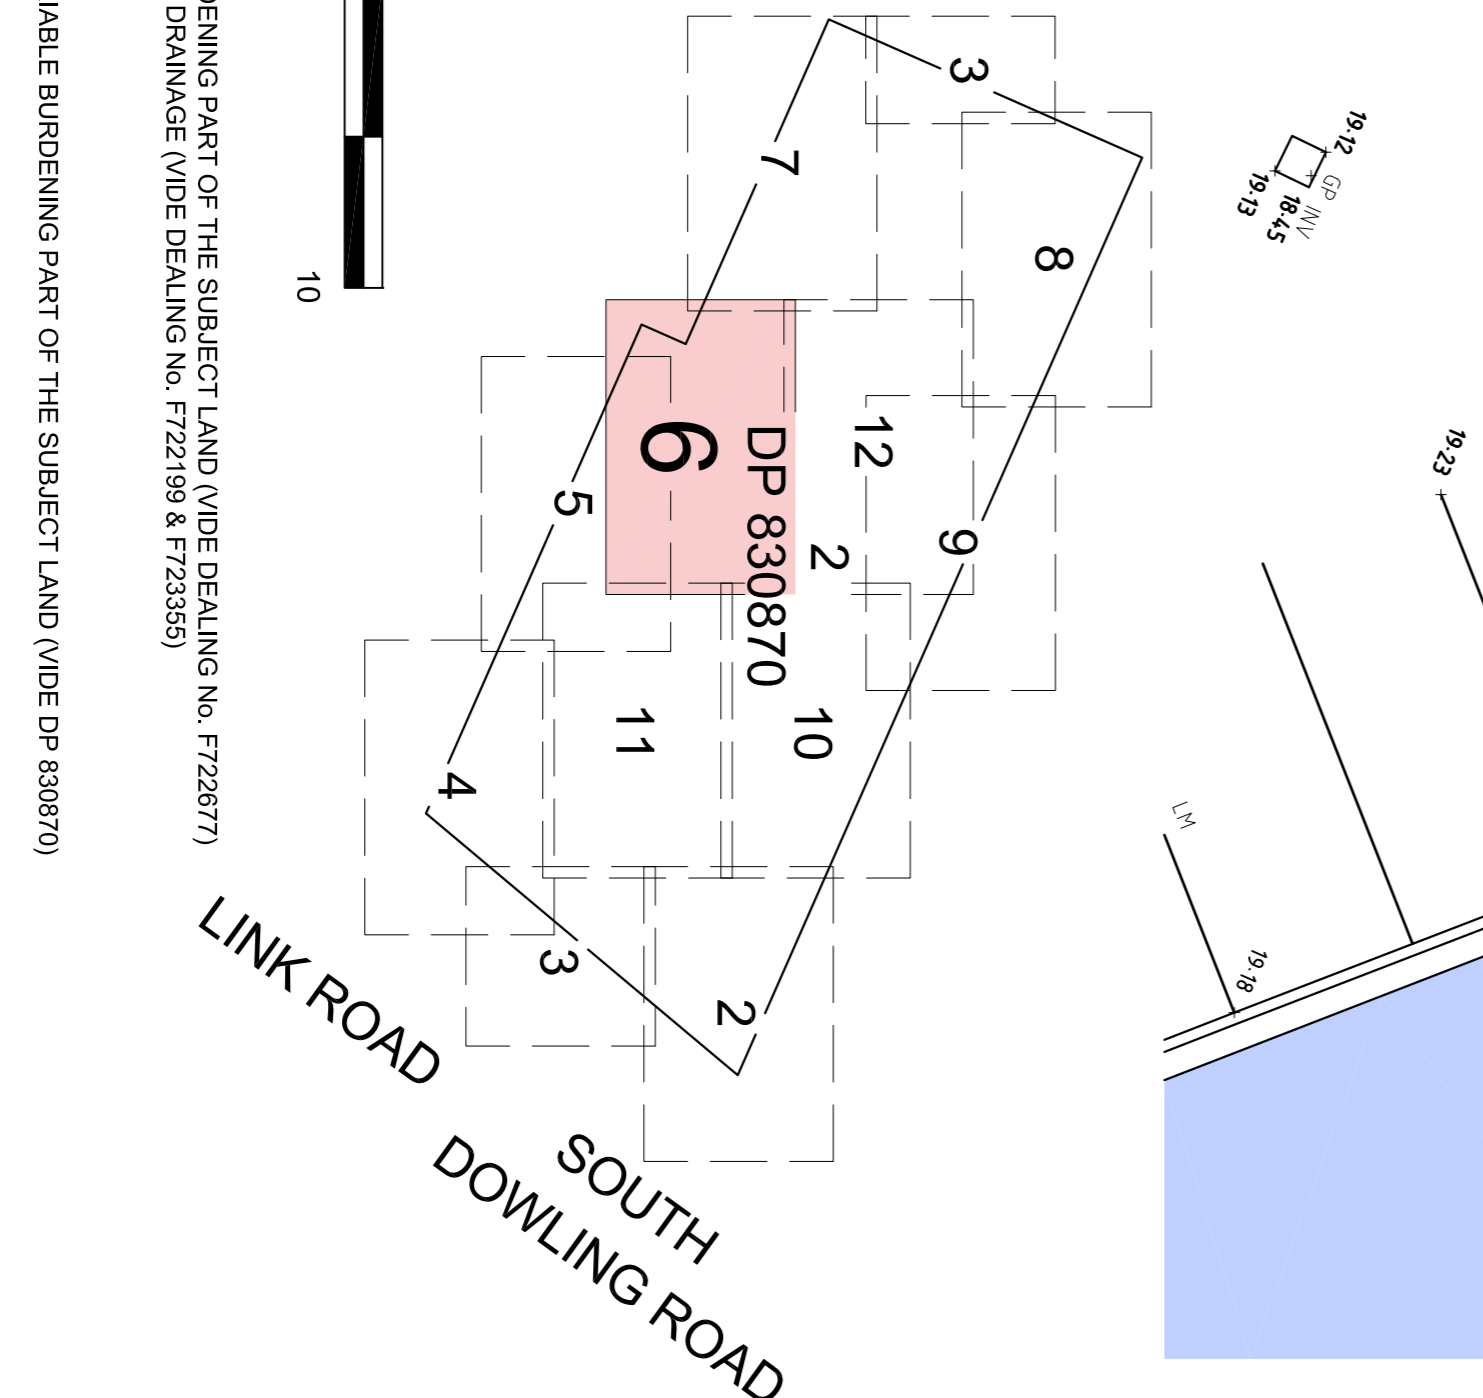 DENING PART OF THE SUBJECT LAND (VIDE DEALING No. F722677)
DRAINAGE (VIDE DEALING No. F722199 & F723355)
IABLE BURDENING PART OF THE SUBJECT LAND (VIDE DP 830870)
10
3
7
8
12
6
DP 830870
2
5
9
11
10
4
3
2
LINK ROAD
SOUTH
DOWLING ROAD
19·12
GP INV
18·45
19·13
19·23
LM
19·18